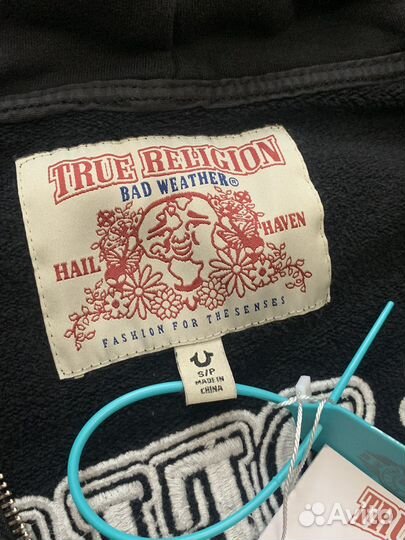 TRUE RELIGION
BAD WEATHER®
HAIL HAVEN
FASHION FOR THE SENSES
S/P
MADE IN
CHINA
Avito